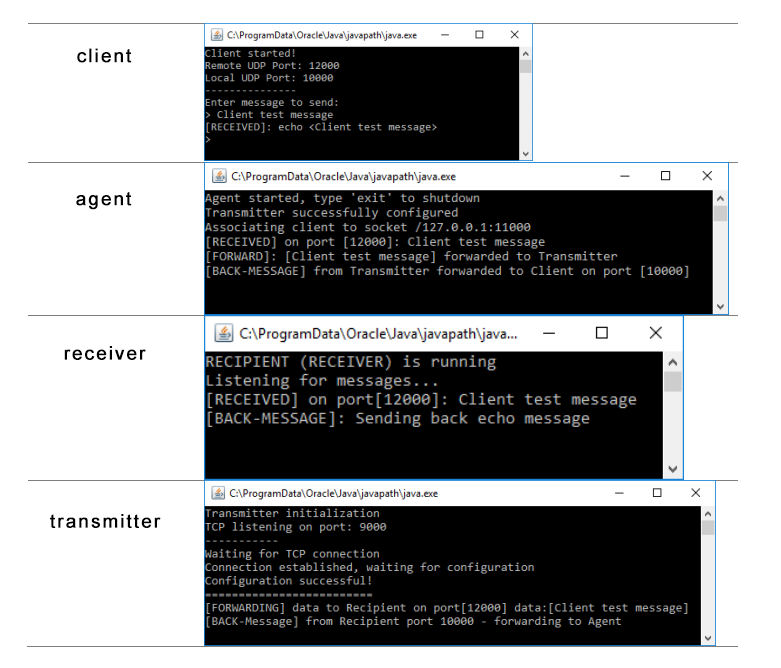 client
C:\ProgramData\Oracle\Java\javapath\java.exe
Client started!
Remote UDP Port: 12000
Local UDP Port: 10000
---------------
Enter message to send:
> Client test message
[RECEIVED]: echo <Client test message>
>
agent
C:\ProgramData\Oracle\Java\javapath\java.exe
Agent started, type 'exit' to shutdown
Transmitter successfully configured
Associating client to socket /127.0.0.1:11000
[RECEIVED] on port [12000]: Client test message
[FORWARD]: [Client test message] forwarded to Transmitter
[BACK-MESSAGE] from Transmitter forwarded to Client on port [10000]
receiver
C:\ProgramData\Oracle\Java\javapath\java...
RECIPIENT (RECEIVER) is running
Listening for messages...
[RECEIVED] on port[12000]: Client test message
[BACK-MESSAGE]: Sending back echo message
transmitter
C:\ProgramData\Oracle\Java\javapath\java.exe
Transmitter initialization
TCP listening on port: 9000
-----------
Waiting for TCP connection
Connection established, waiting for configuration
Configuration successful!
=========================
[FORWARDING] data to Recipient on port[12000] data:[Client test message]
[BACK-Message] from Recipient port 10000 - forwarding to Agent